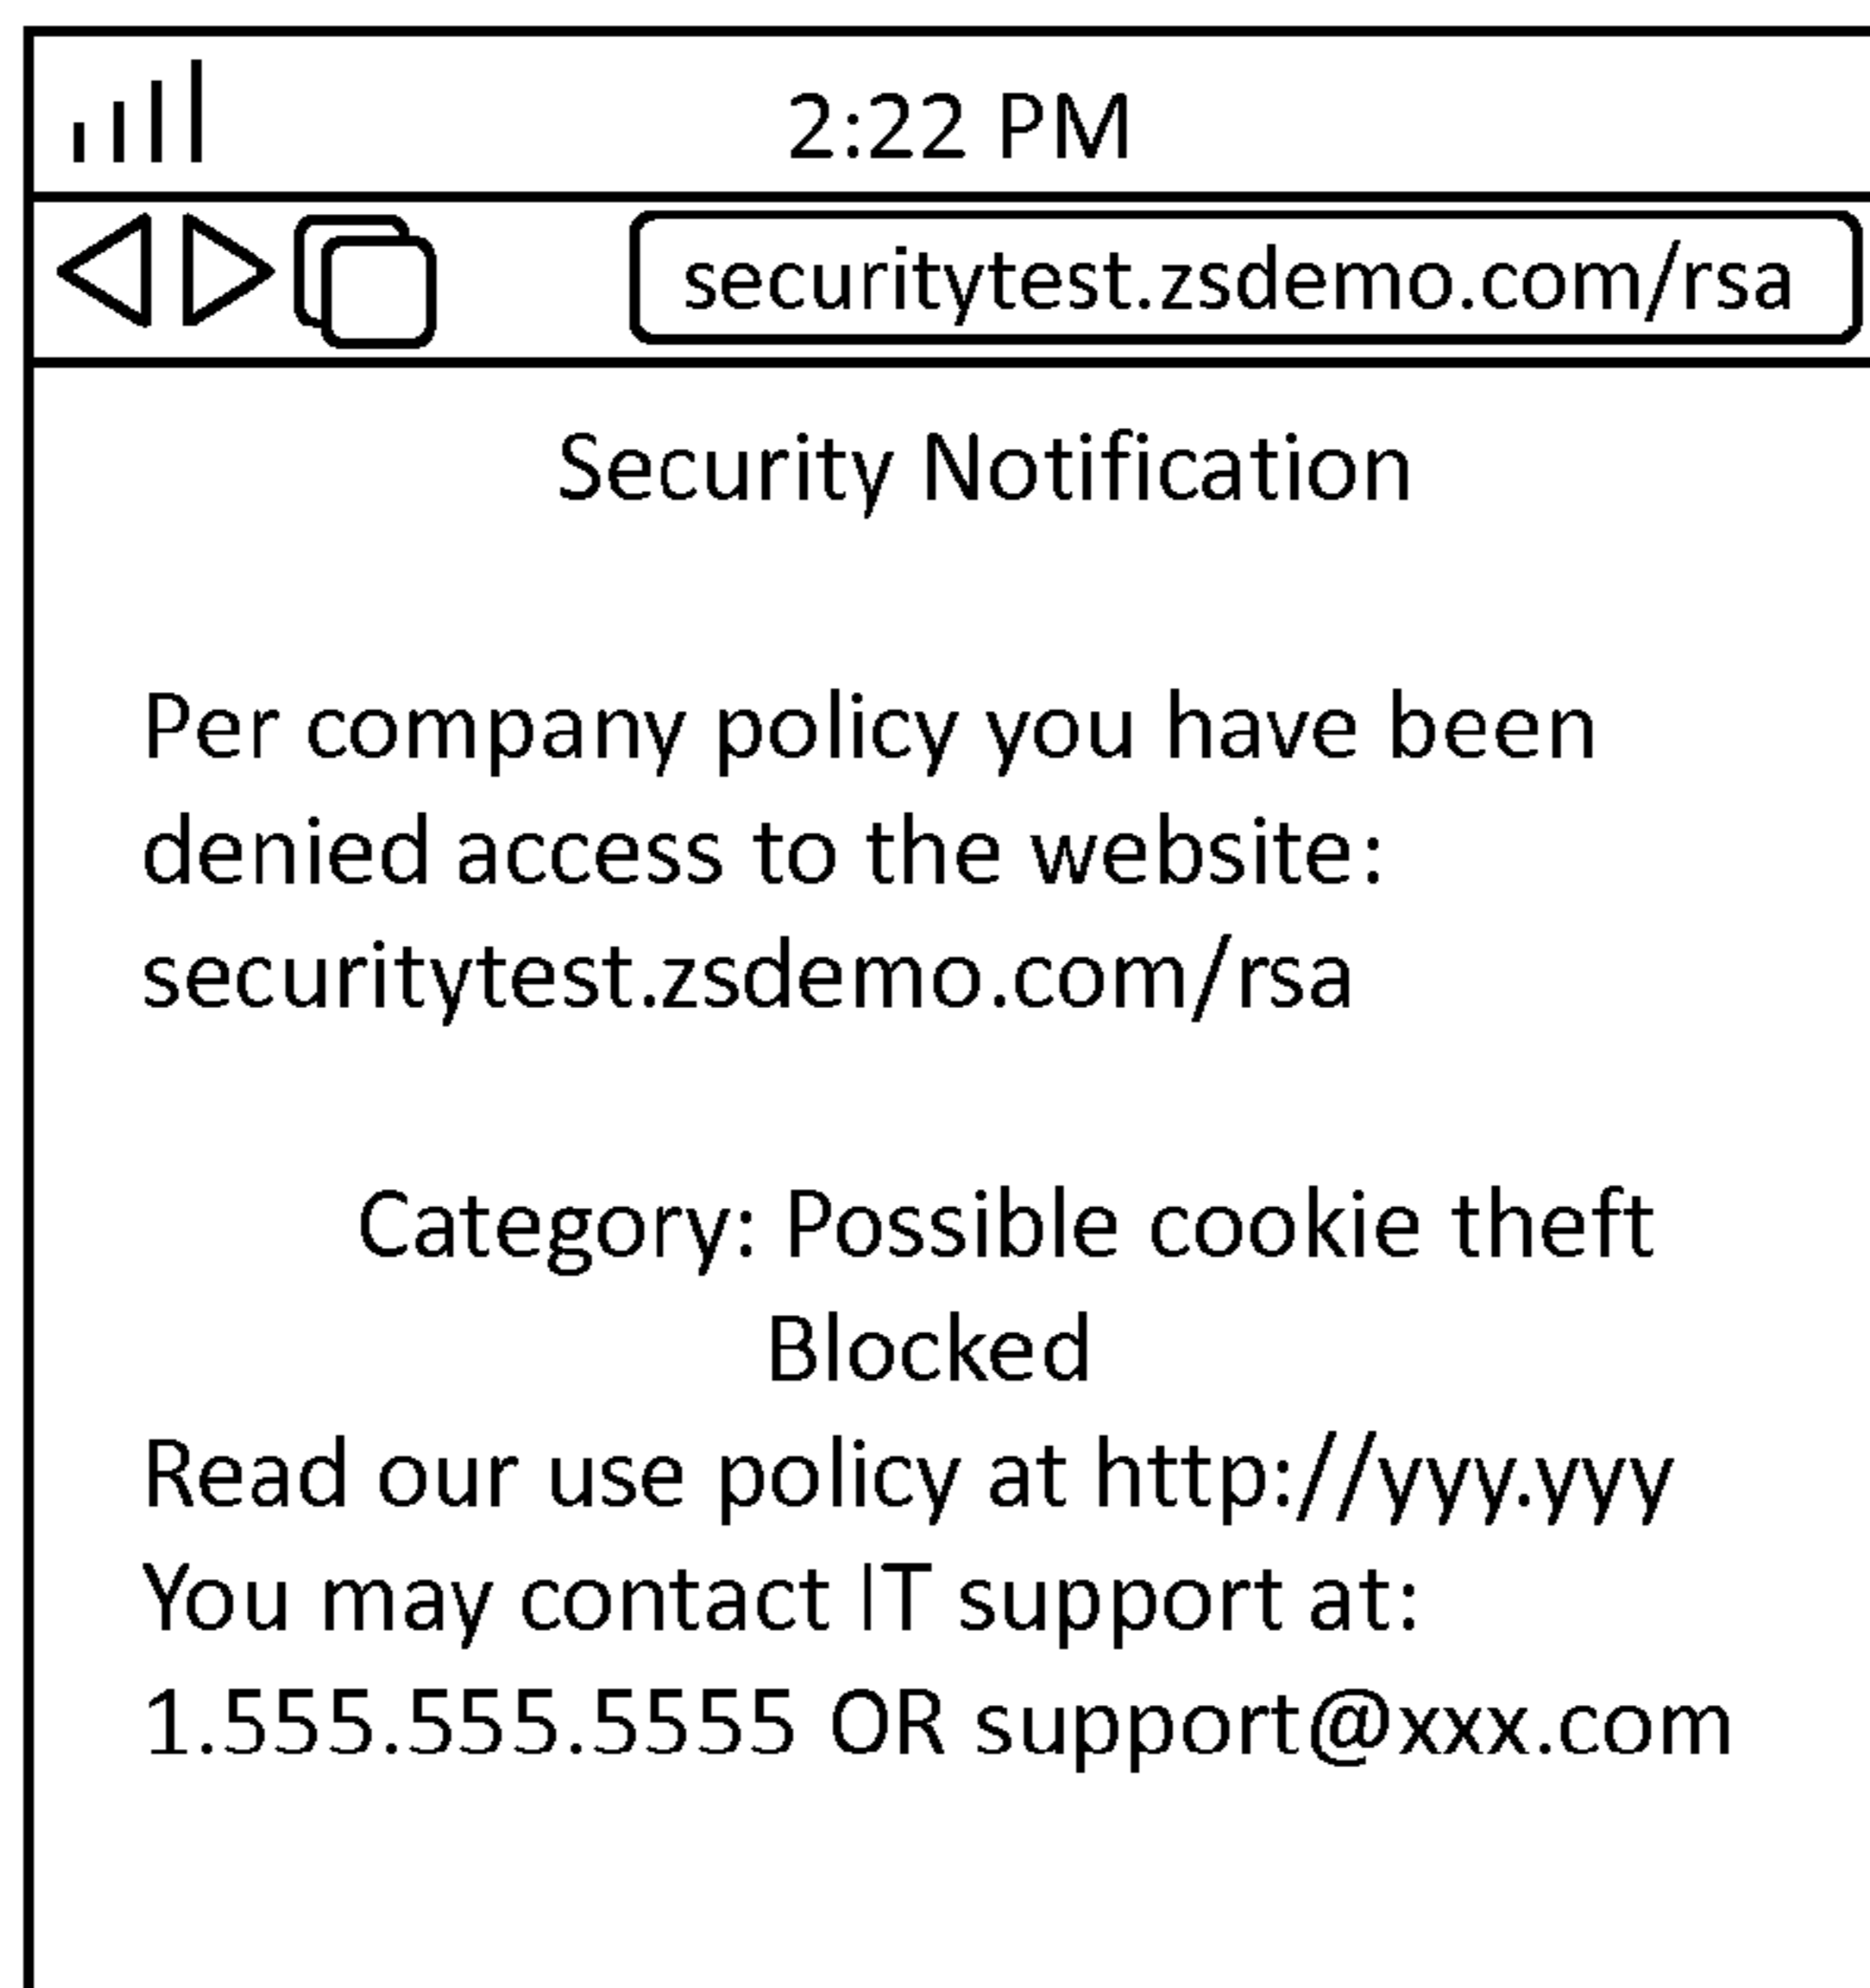 2:22 PM
securitytest.zsdemo.com/rsa
Security Notification
Per company policy you have been
denied access to the website:
securitytest.zsdemo.com/rsa
Category: Possible cookie theft
Blocked
Read our use policy at http://yyy.yyy
You may contact IT support at:
1.555.555.5555 OR support@xxx.com